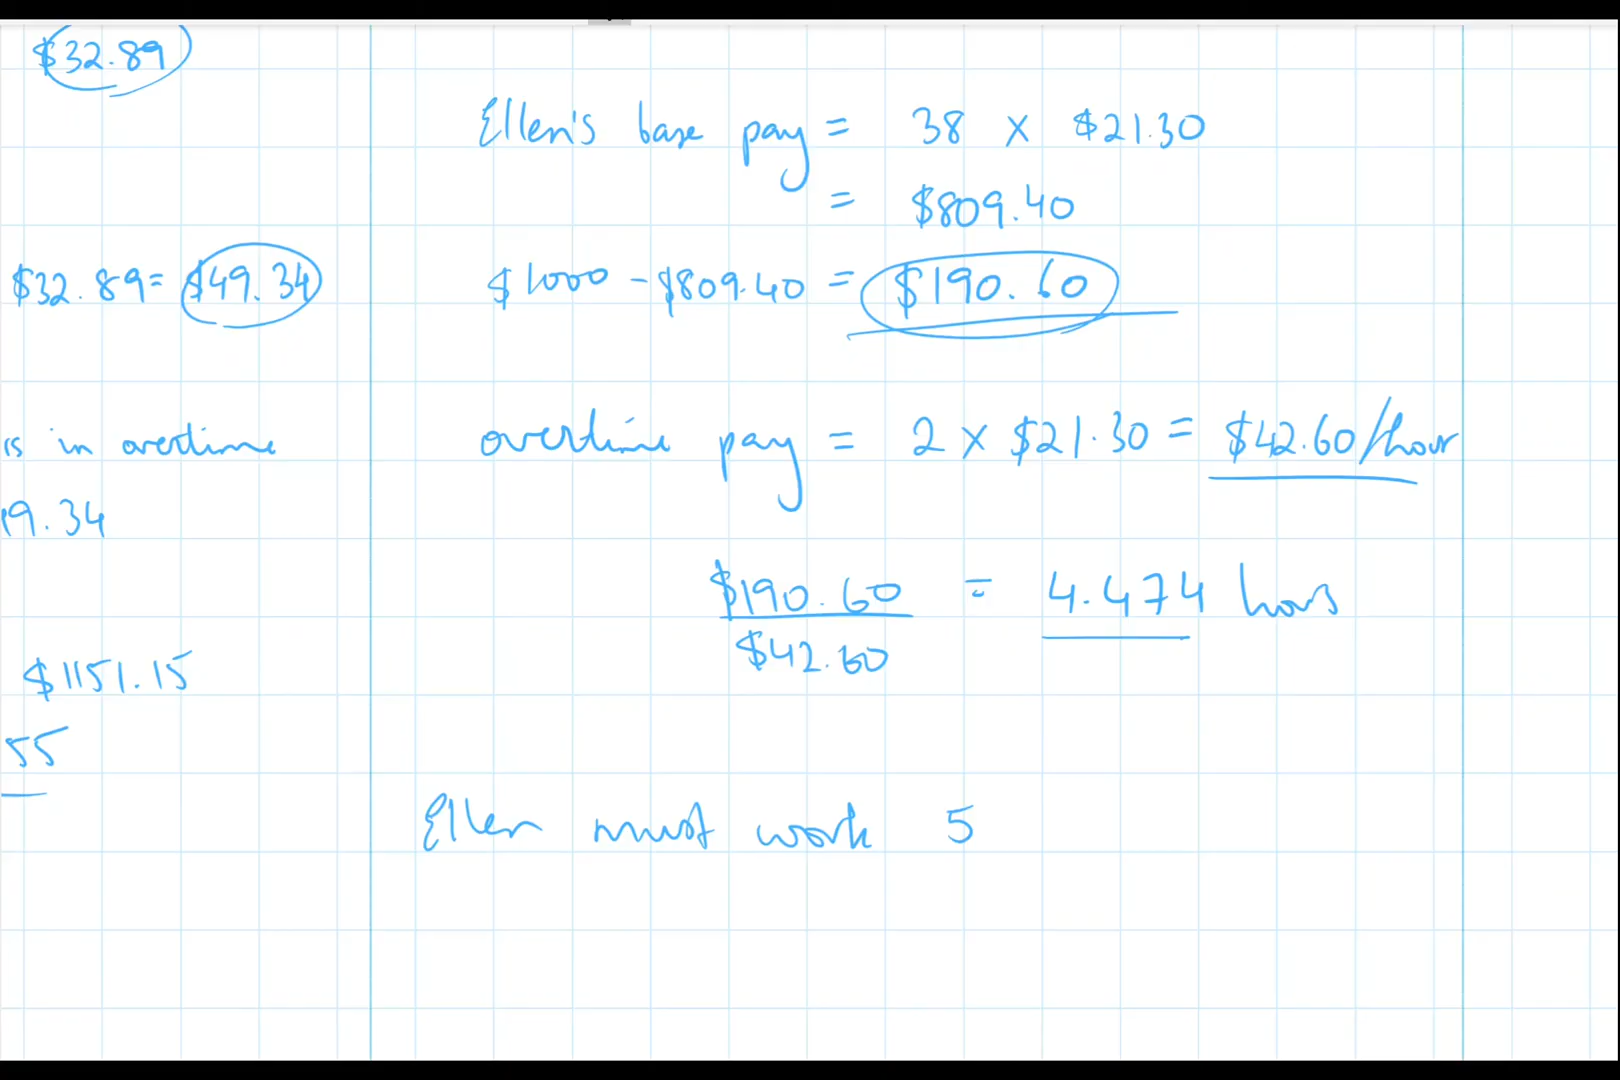 $32.89
$32.89 = $49.34
is in overtime
19.34
$1151.15
55
Ellen's base pay = 38 x $21.30
= $809.40
$1000 - $809.40 = $190.60
overtime pay = 2 x $21.30 = $42.60/hour
$190.60 = 4.474 hours
$42.60
Ellen must work 5